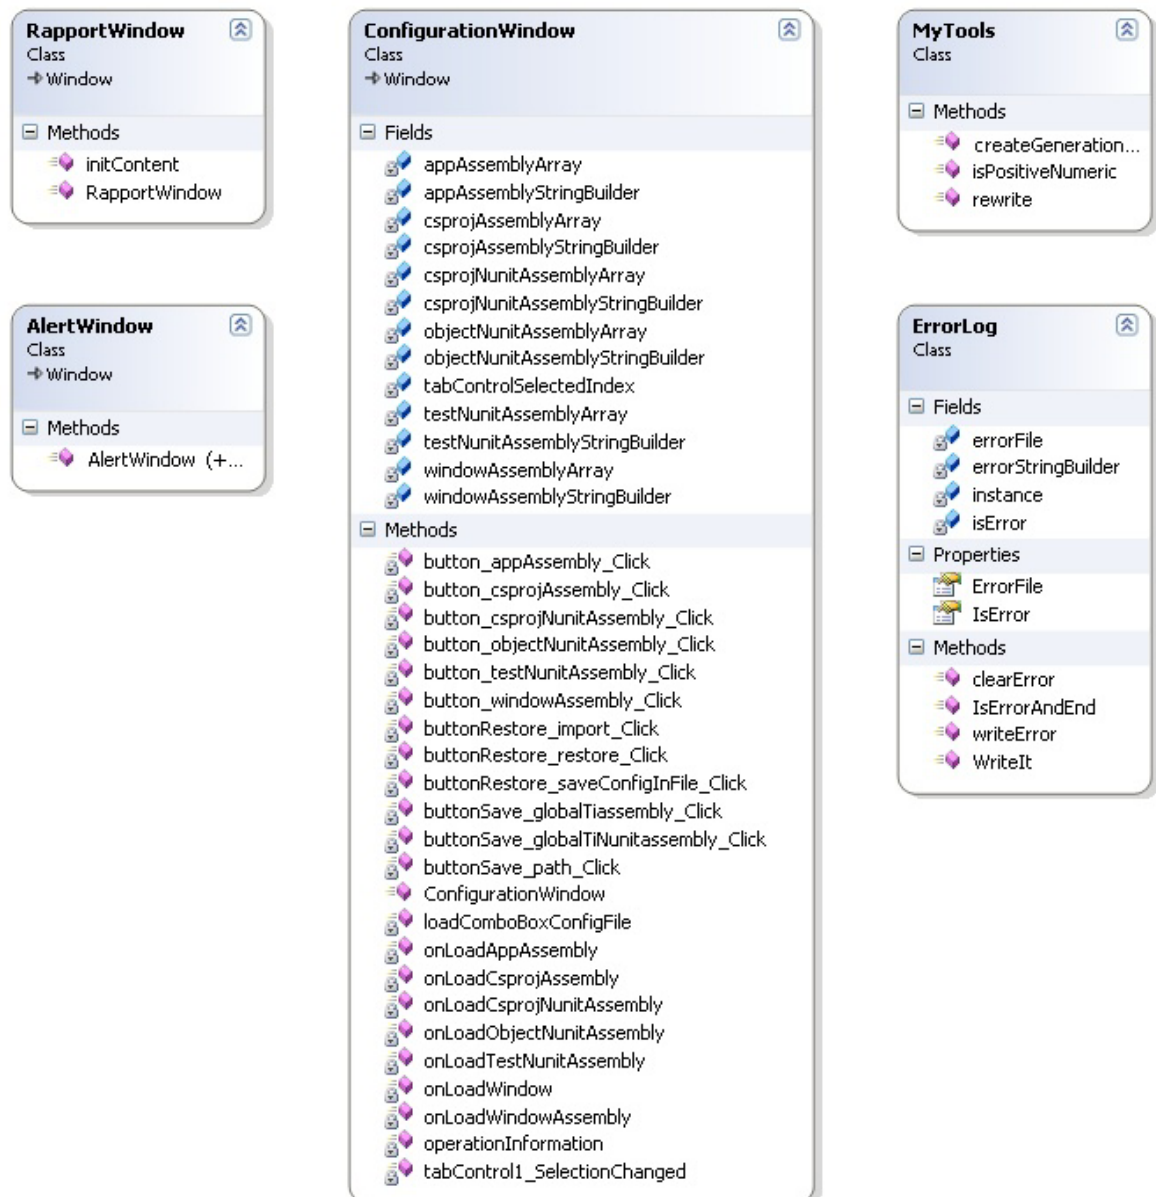 RapportWindow
Class
Window
Methods
initContent
RapportWindow
AlertWindow
Class
Window
Methods
AlertWindow (+...
ConfigurationWindow
Class
Window
Fields
appAssemblyArray
appAssemblyStringBuilder
csprojAssemblyArray
csprojAssemblyStringBuilder
csprojNunitAssemblyArray
csprojNunitAssemblyStringBuilder
objectNunitAssemblyArray
objectNunitAssemblyStringBuilder
tabControlSelectedIndex
testNunitAssemblyArray
testNunitAssemblyStringBuilder
windowAssemblyArray
windowAssemblyStringBuilder
Methods
button_appAssembly_Click
button_csprojAssembly_Click
button_csprojNunitAssembly_Click
button_objectNunitAssembly_Click
button_testNunitAssembly_Click
button_windowAssembly_Click
buttonRestore_import_Click
buttonRestore_restore_Click
buttonRestore_saveConfigInFile_Click
buttonSave_globalTiassembly_Click
buttonSave_globalTiNunitassembly_Click
buttonSave_path_Click
ConfigurationWindow
loadComboBoxConfigFile
onLoadAppAssembly
onLoadCsprojAssembly
onLoadCsprojNunitAssembly
onLoadObjectNunitAssembly
onLoadTestNunitAssembly
onLoadWindow
onLoadWindowAssembly
operationInformation
tabControl1_SelectionChanged
MyTools
Class
Methods
createGeneration...
isPositiveNumeric
rewrite
ErrorLog
Class
Fields
errorFile
errorStringBuilder
instance
isError
Properties
ErrorFile
IsError
Methods
clearError
IsErrorAndEnd
writeError
WriteIt